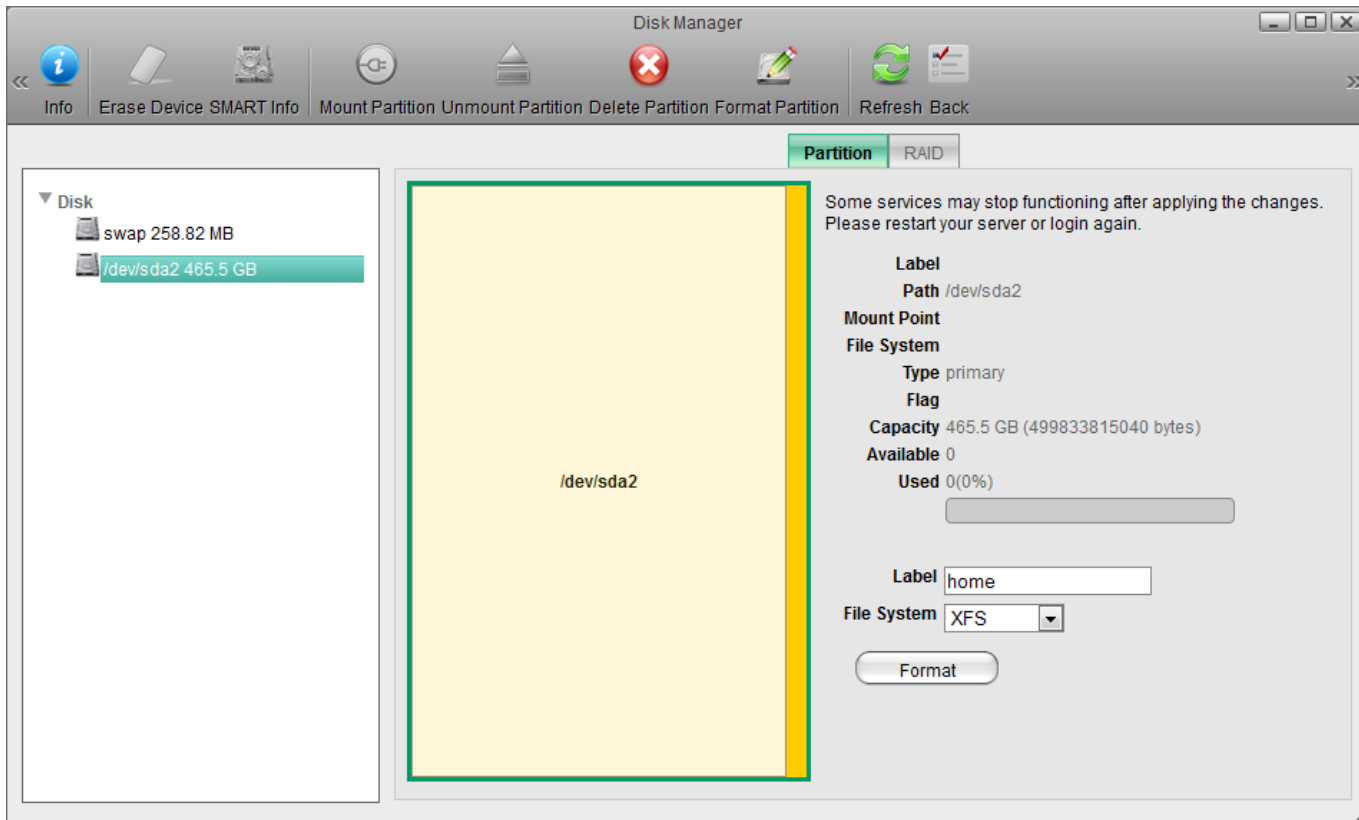 Disk Manager
«
Info
Erase Device SMART Info
Mount Partition Unmount Partition Delete Partition Format Partition
Refresh Back
»
Partition RAID
Disk
swap 258.82 MB
/dev/sda2 465.5 GB
/dev/sda2
Some services may stop functioning after applying the changes.
Please restart your server or login again.
Label
Path /dev/sda2
Mount Point
File System
Type primary
Flag
Capacity 465.5 GB (499833815040 bytes)
Available 0
Used 0(0%)
Label home
File System XFS
Format